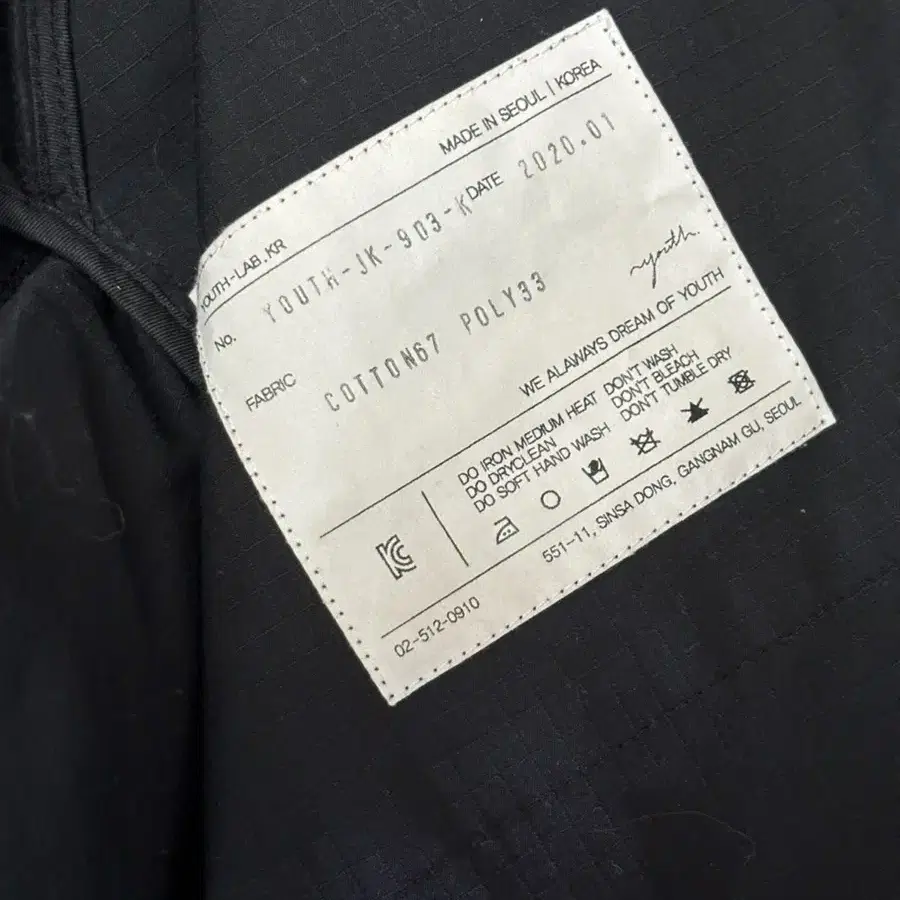 YOUTH-LAB.KR MADE IN SEOUL | KOREA
No. YOUTH-JK-903-K DATE 2020.01
FABRIC COTTON67 POLY33
youth.
WE ALAWAYS DREAM OF YOUTH
DO IRON MEDIUM HEAT DON'T WASH
DO DRYCLEAN DON'T BLEACH
DO SOFT HAND WASH DON'T TUMBLE DRY
02-512-0910 551-11, SINSA DONG, GANGNAM GU, SEOUL